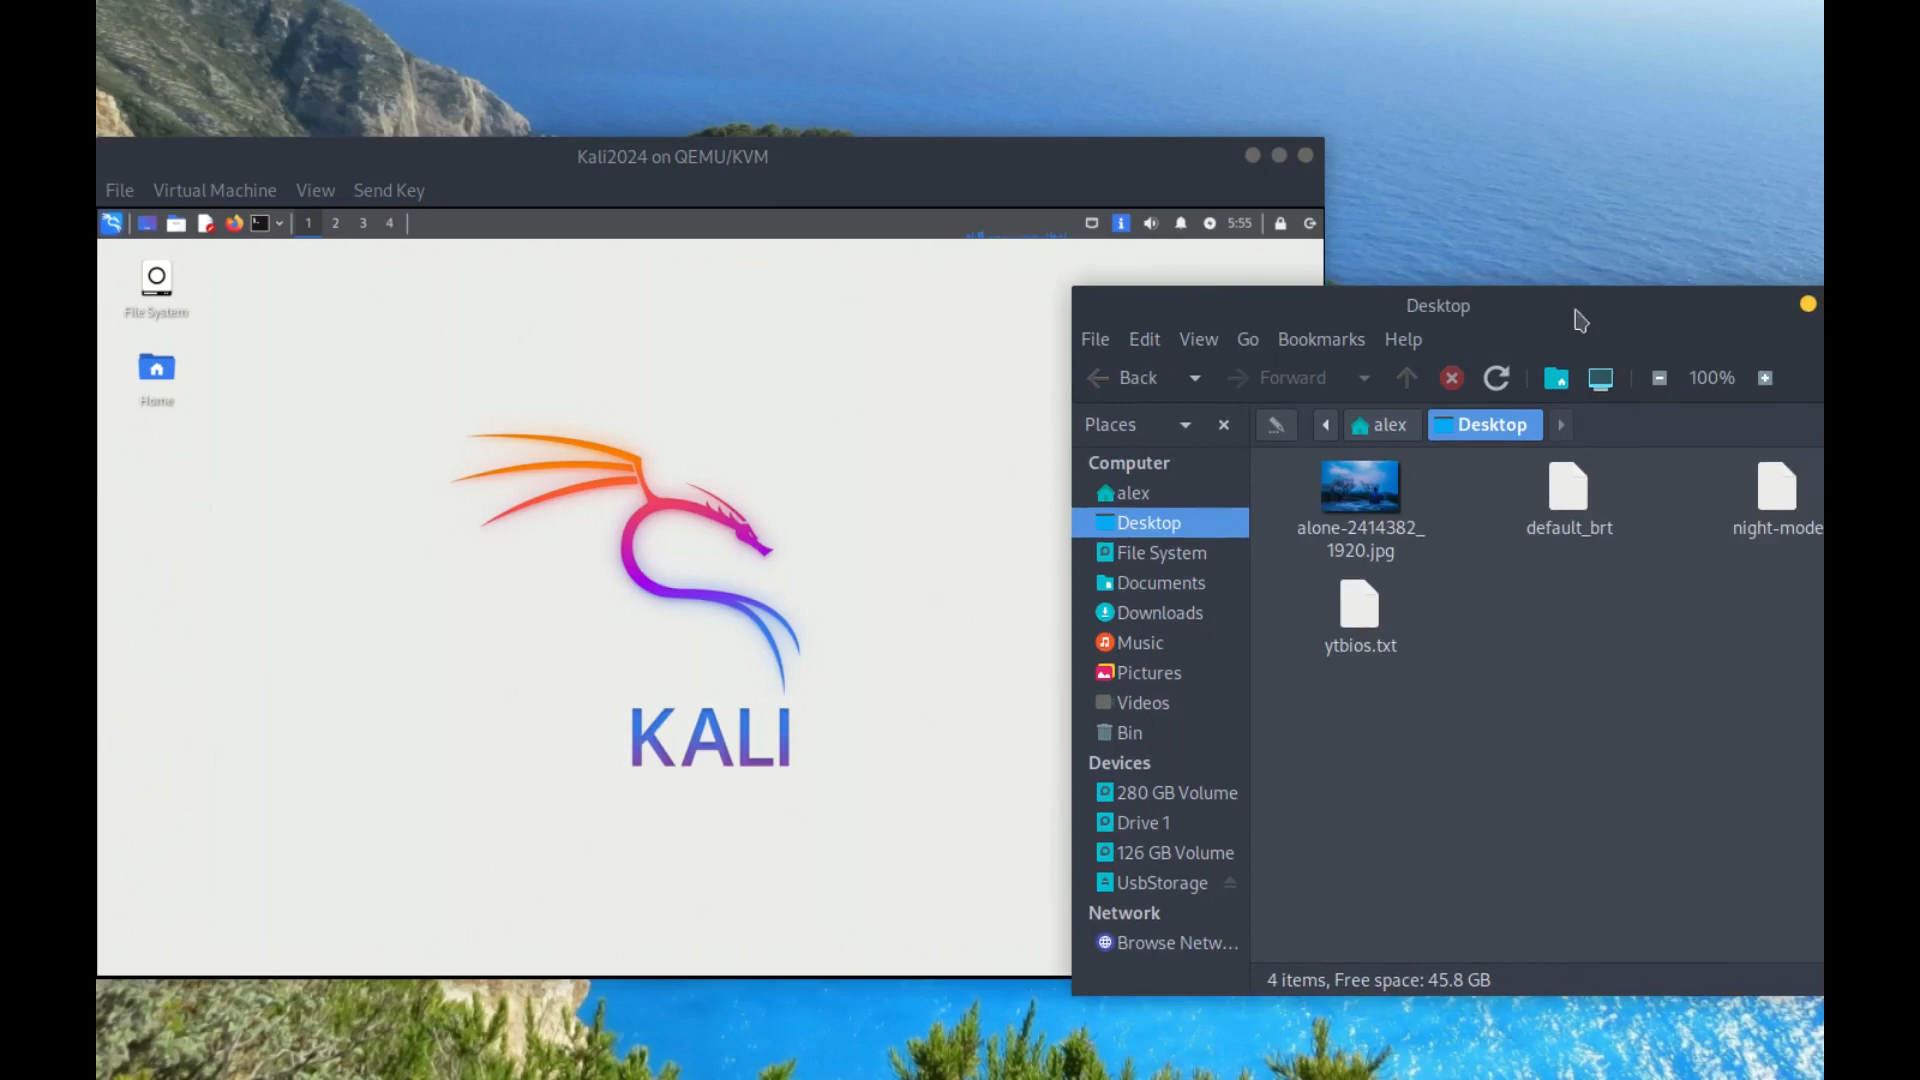 Kali2024 on QEMU/KVM
File Virtual Machine View Send Key
1 2 3 4 5:55
File System
Home
KALI
Desktop
File Edit View Go Bookmarks Help
Back Forward 100%
Places alex Desktop
Computer
alex
Desktop
File System
Documents
Downloads
Music
Pictures
Videos
Bin
Devices
280 GB Volume
Drive 1
126 GB Volume
UsbStorage
Network
Browse Netw...
alone-2414382_
1920.jpg
default_brt
night-mode
ytbios.txt
4 items, Free space: 45.8 GB